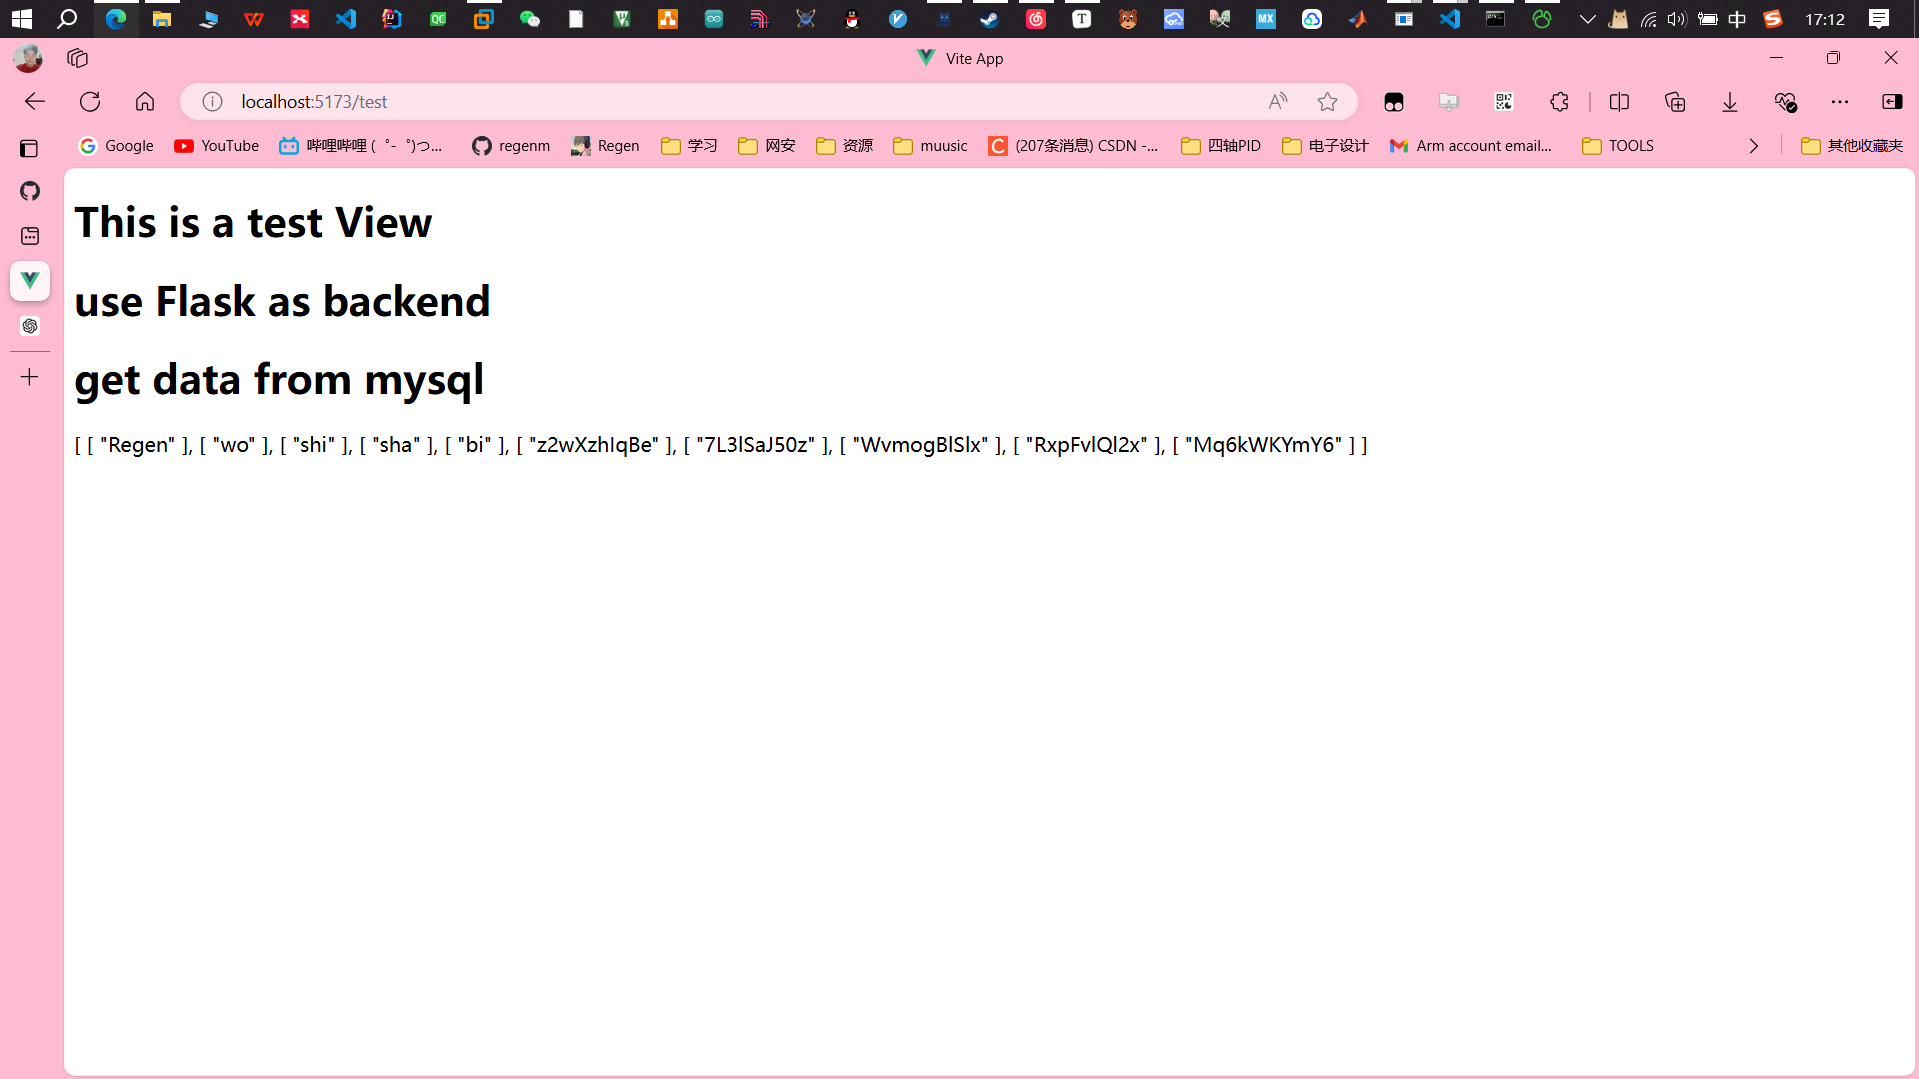 17:12
中
Vite App
localhost:5173/test
Google
YouTube
哔哩哔哩 (゜-゜)つ...
regenm
Regen
学习
网安
资源
muusic
(207条消息) CSDN -...
四轴PID
电子设计
Arm account email...
TOOLS
其他收藏夹
This is a test View
use Flask as backend
get data from mysql
[ [ "Regen" ], [ "wo" ], [ "shi" ], [ "sha" ], [ "bi" ], [ "z2wXzhIqBe" ], [ "7L3lSaJ50z" ], [ "WvmogBlSlx" ], [ "RxpFvlQl2x" ], [ "Mq6kWKYmY6" ] ]